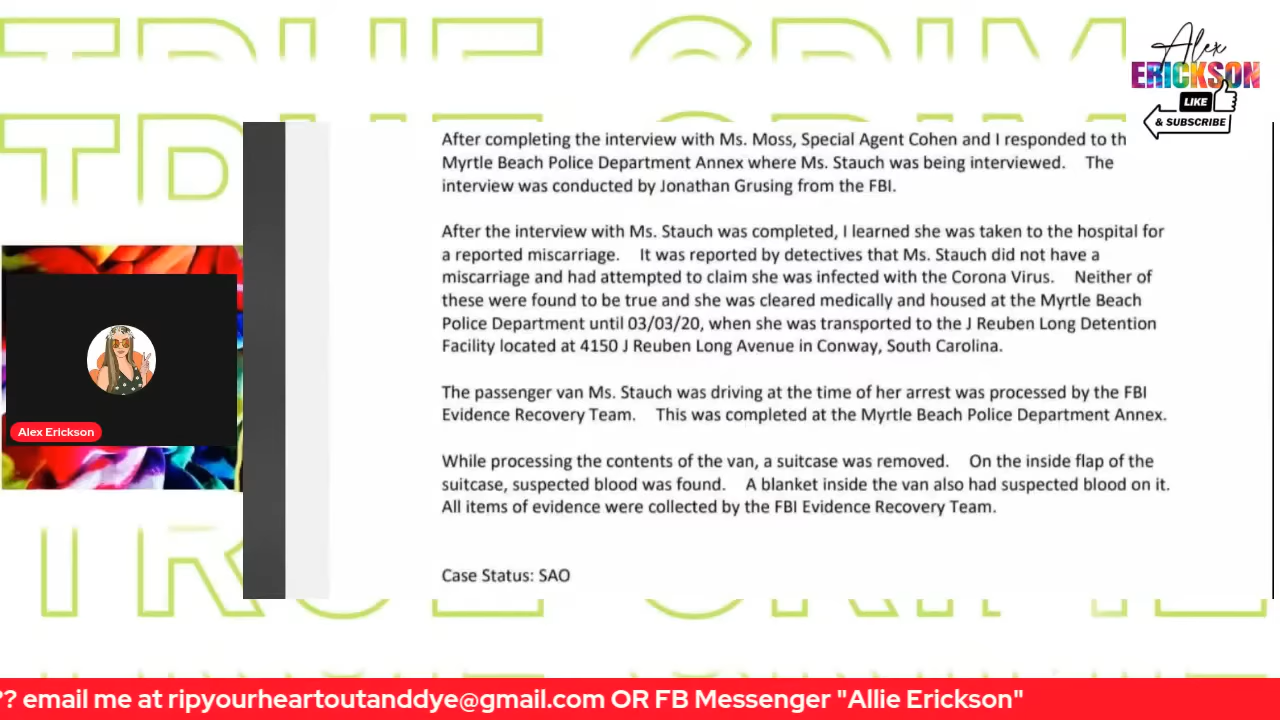 TRUE CRIM
TRUE CRIM
Alex
ERICKSON
LIKE
& SUBSCRIBE
After completing the interview with Ms. Moss, Special Agent Cohen and I responded to th
Myrtle Beach Police Department Annex where Ms. Stauch was being interviewed. The
interview was conducted by Jonathan Grusing from the FBI.
After the interview with Ms. Stauch was completed, I learned she was taken to the hospital for
a reported miscarriage. It was reported by detectives that Ms. Stauch did not have a
miscarriage and had attempted to claim she was infected with the Corona Virus. Neither of
these were found to be true and she was cleared medically and housed at the Myrtle Beach
Police Department until 03/03/20, when she was transported to the J Reuben Long Detention
Facility located at 4150 J Reuben Long Avenue in Conway, South Carolina.
The passenger van Ms. Stauch was driving at the time of her arrest was processed by the FBI
Evidence Recovery Team. This was completed at the Myrtle Beach Police Department Annex.
While processing the contents of the van, a suitcase was removed. On the inside flap of the
suitcase, suspected blood was found. A blanket inside the van also had suspected blood on it.
All items of evidence were collected by the FBI Evidence Recovery Team.
Case Status: SAO
Alex Erickson
TRUE CRIME
?? email me at ripyourheartoutanddye@gmail.com OR FB Messenger "Allie Erickson"